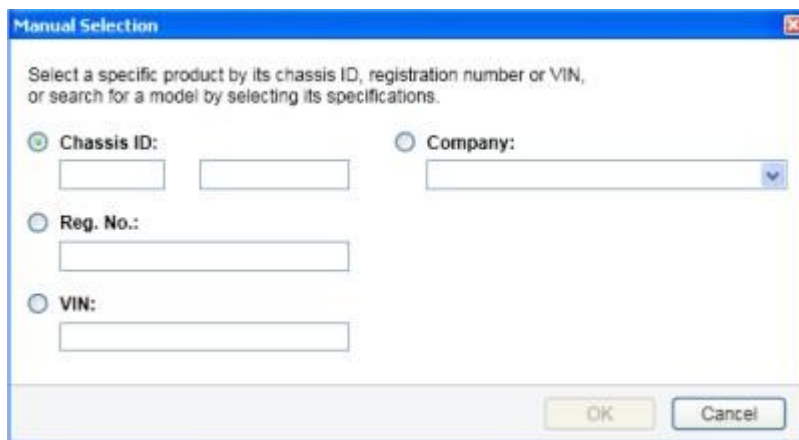 Manual Selection
Select a specific product by its chassis ID, registration number or VIN,
or search for a model by selecting its specifications.
Chassis ID:
Company:
Reg. No.:
VIN:
OK
Cancel